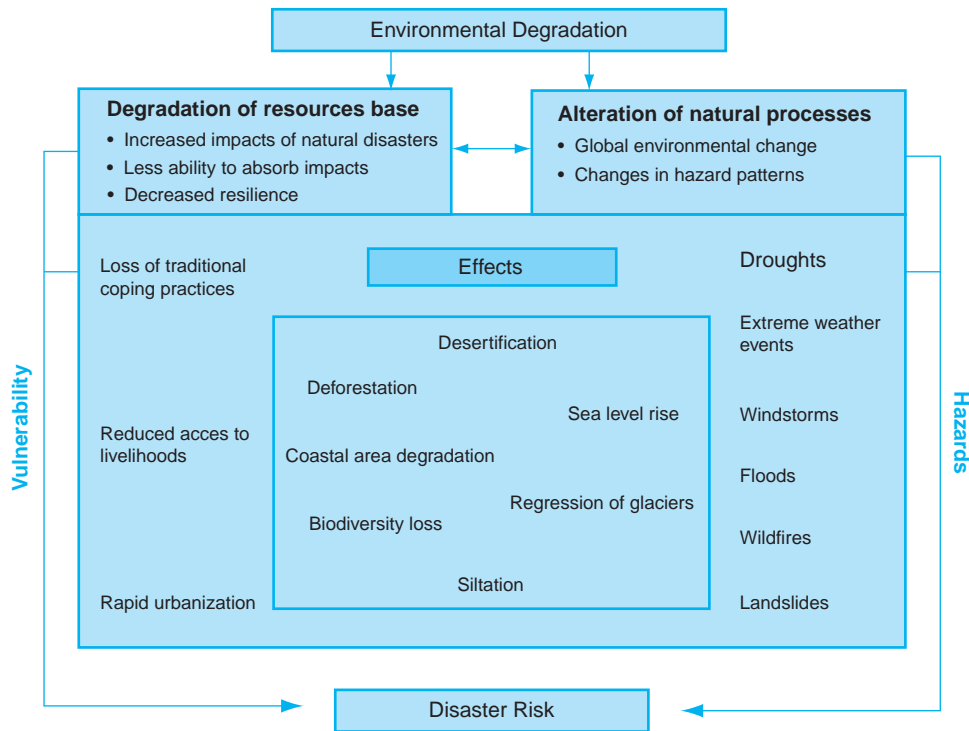 Environmental Degradation
Degradation of resources base
• Increased impacts of natural disasters
• Less ability to absorb impacts
• Decreased resilience
Alteration of natural processes
• Global environmental change
• Changes in hazard patterns
Effects
Loss of traditional
coping practices
Reduced acces to
livelihoods
Rapid urbanization
Desertification
Deforestation
Sea level rise
Coastal area degradation
Regression of glaciers
Biodiversity loss
Siltation
Droughts
Extreme weather
events
Windstorms
Floods
Wildfires
Landslides
Vulnerability
Hazards
Disaster Risk